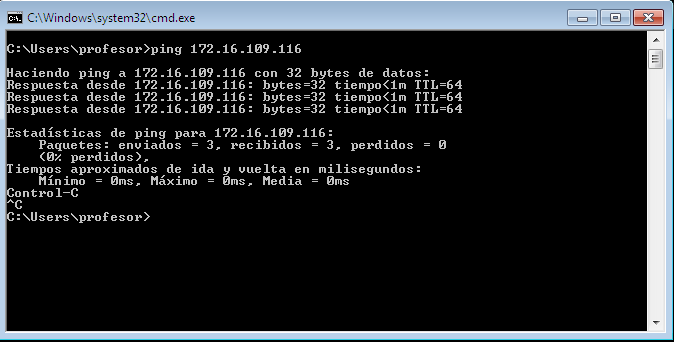 C:\Windows\system32\cmd.exe
C:\Users\profesor>ping 172.16.109.116
Haciendo ping a 172.16.109.116 con 32 bytes de datos:
Respuesta desde 172.16.109.116: bytes=32 tiempo<1m TTL=64
Respuesta desde 172.16.109.116: bytes=32 tiempo<1m TTL=64
Respuesta desde 172.16.109.116: bytes=32 tiempo<1m TTL=64
Estadísticas de ping para 172.16.109.116:
Paquetes: enviados = 3, recibidos = 3, perdidos = 0
(0% perdidos),
Tiempos aproximados de ida y vuelta en milisegundos:
Mínimo = 0ms, Máximo = 0ms, Media = 0ms
Control-C
^C
C:\Users\profesor>